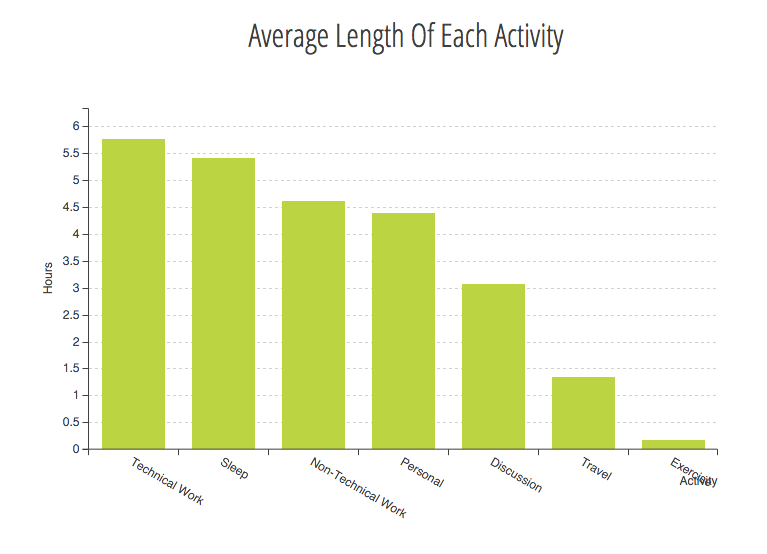 Average Length Of Each Activity
Hours
6
5.5
5
4.5
4
3.5
3
2.5
2
1.5
1
0.5
0
Technical Work
Sleep
Non-Technical Work
Personal
Discussion
Travel
Exercise
Activity